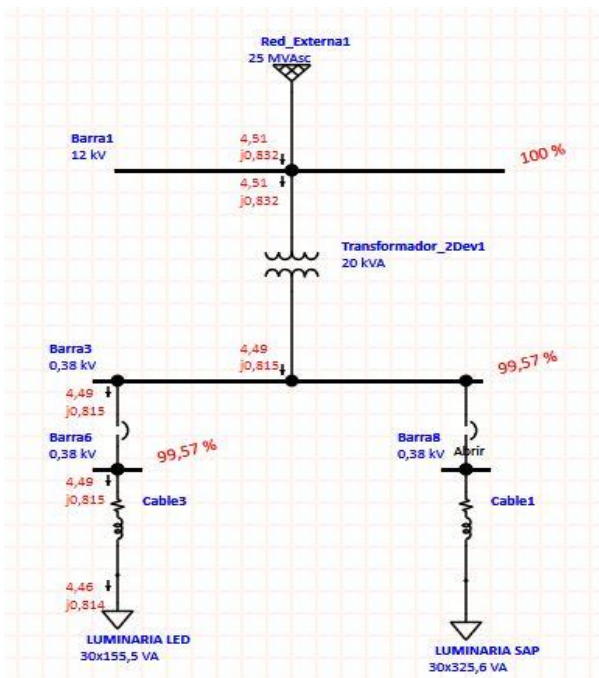 Red_Externa1
25 MVAsc
4,51
j0,832
Barra1
12 kV
100 %
4,51
j0,832
Transformador_2Dev1
20 kVA
Barra3
0,38 kV
4,49
j0,815
99,57 %
4,49
j0,815
Barra6
0,38 kV
99,57 %
Barra8
0,38 kV
Abrir
4,49
j0,815
Cable3
Cable1
4,46
j0,814
LUMINARIA LED
30x155,5 VA
LUMINARIA SAP
30x325,6 VA